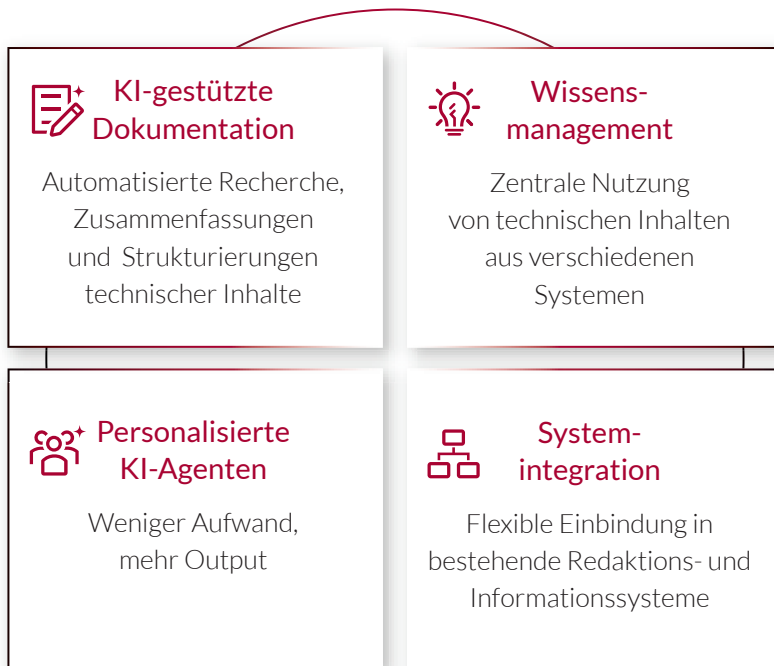 KI-gestützte
Dokumentation
Automatisierte Recherche,
Zusammenfassungen
und Strukturierungen
technischer Inhalte
Wissens-
management
Zentrale Nutzung
von technischen Inhalten
aus verschiedenen
Systemen
Personalisierte
KI-Agenten
Weniger Aufwand,
mehr Output
System-
integration
Flexible Einbindung in
bestehende Redaktions- und
Informationssysteme